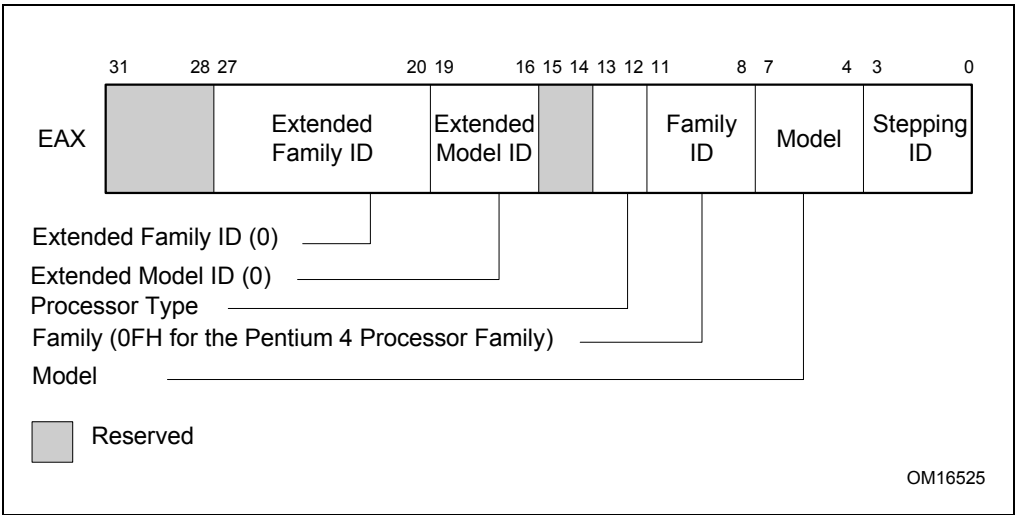 31 28 27 20 19 16 15 14 13 12 11 8 7 4 3 0
EAX
Extended Family ID
Extended Model ID
Family ID
Model
Stepping ID
Extended Family ID (0)
Extended Model ID (0)
Processor Type
Family (0FH for the Pentium 4 Processor Family)
Model
Reserved
OM16525